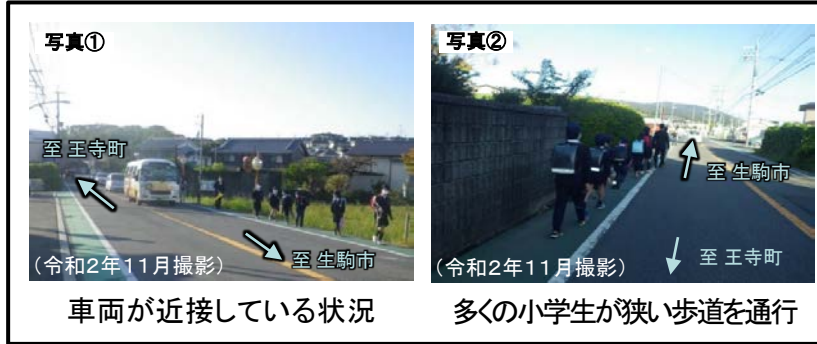 写真①
至 王寺町
至 生駒市
(令和2年11月撮影)
車両が近接している状況
写真②
至 生駒市
至 王寺町
(令和2年11月撮影)
多くの小学生が狭い歩道を通行